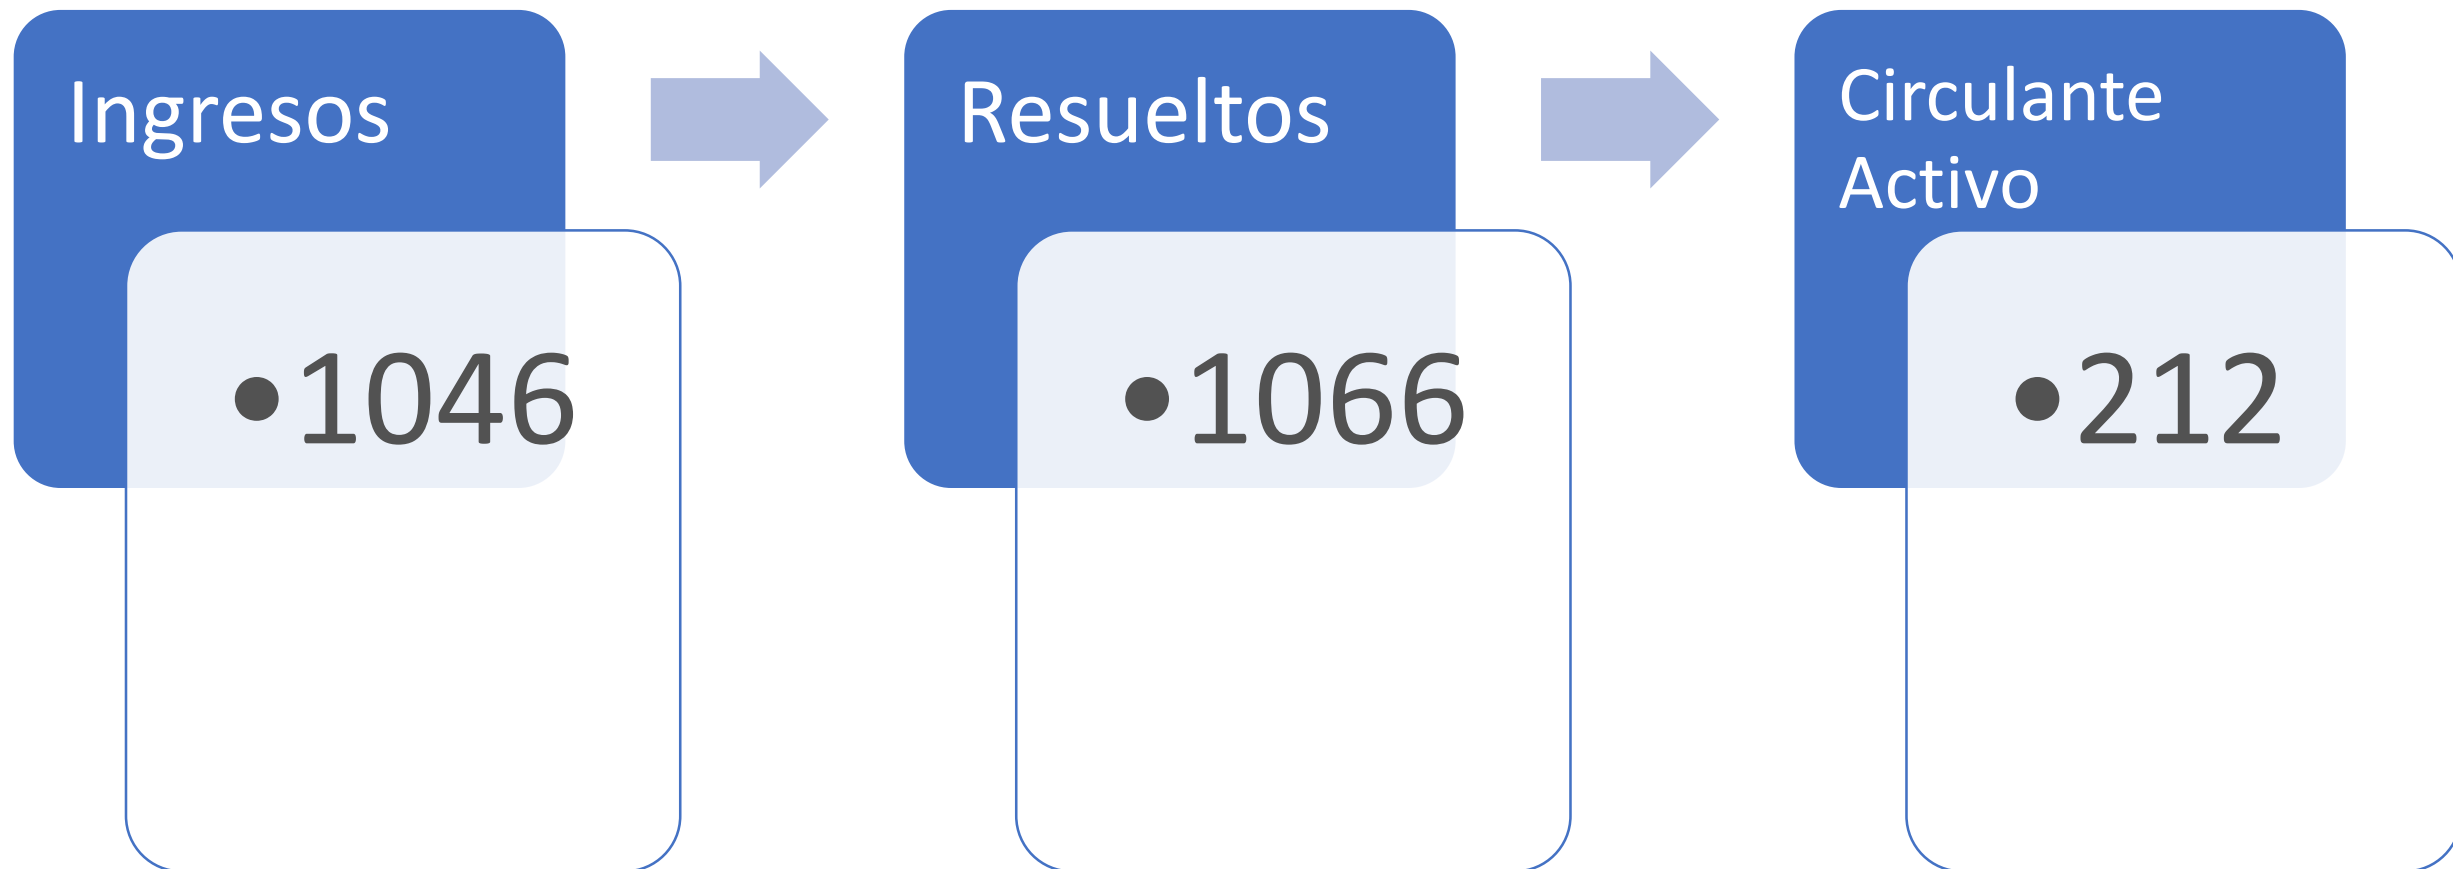 Ingresos
•1046
Resueltos
•1066
Circulante
Activo
•212